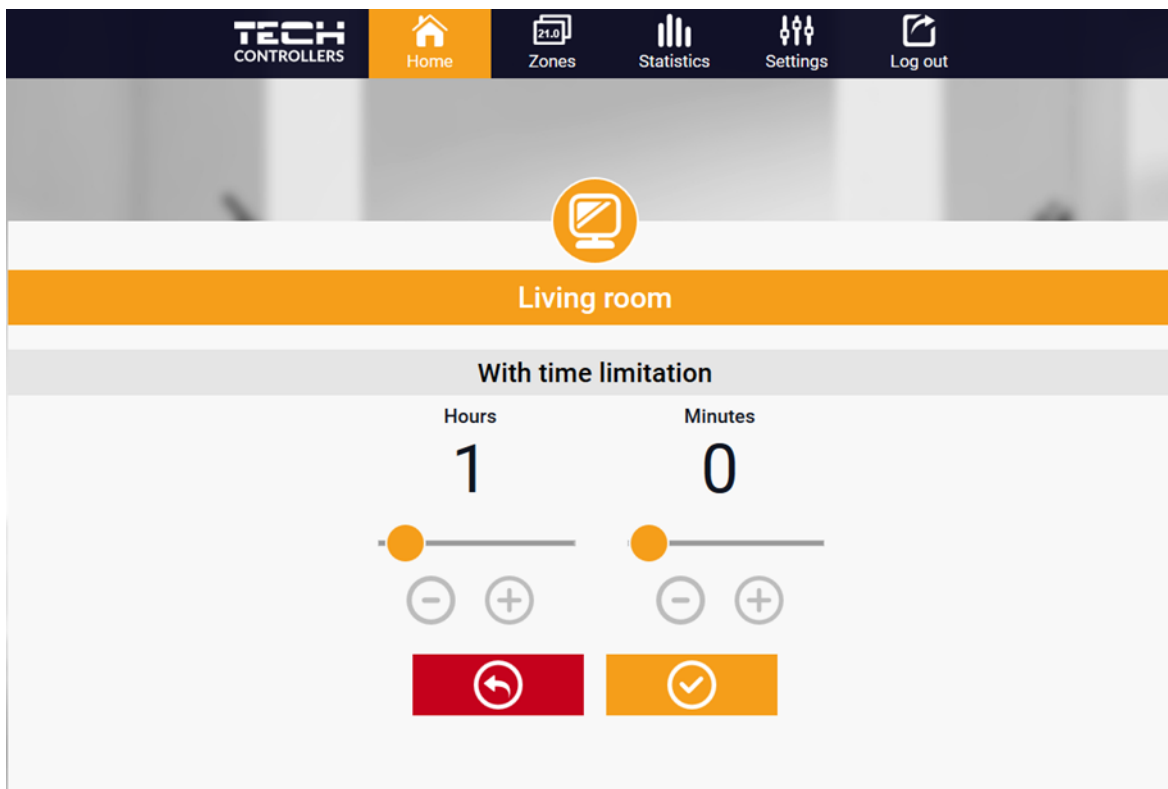 TECH
CONTROLLERS
Home
21.0
Zones
Statistics
Settings
Log out
Living room
With time limitation
Hours
Minutes
1
0